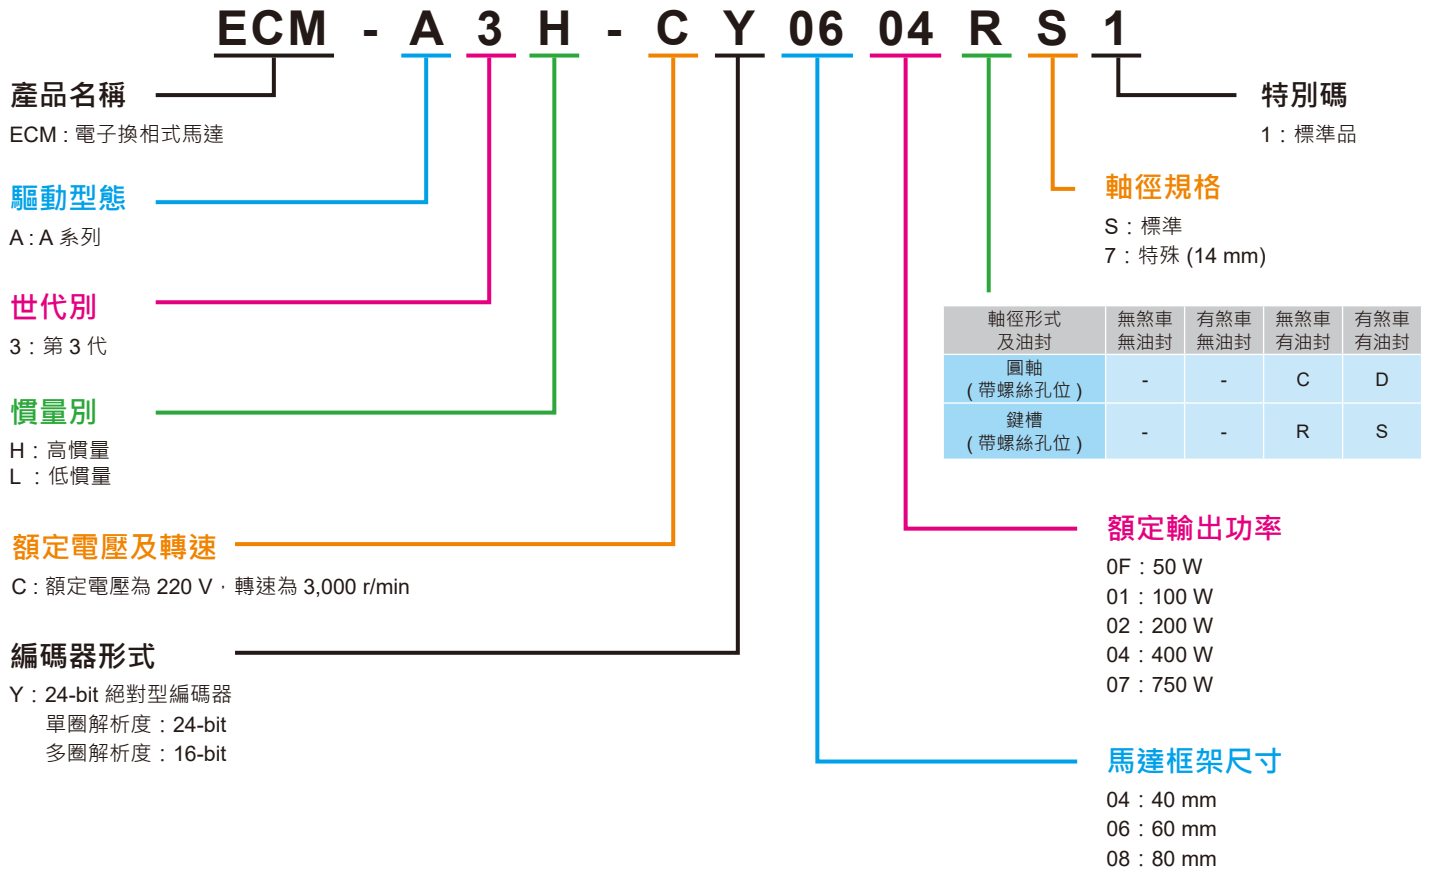 ECM - A 3 H - C Y 06 04 R S 1
產品名稱
ECM : 電子換相式馬達
驅動型態
A : A 系列
世代別
3：第 3 代
慣量別
H：高慣量
L ：低慣量
額定電壓及轉速
C : 額定電壓為 220 V，轉速為 3,000 r/min
編碼器形式
Y：24-bit 絕對型編碼器
單圈解析度：24-bit
多圈解析度：16-bit
特別碼
1：標準品
軸徑規格
S：標準
7：特殊 (14 mm)
軸徑形式 無煞車 有煞車 無煞車 有煞車
及油封 無油封 無油封 有油封 有油封
圓軸
( 帶螺絲孔位 ) - - C D
鍵槽
( 帶螺絲孔位 ) - - R S
額定輸出功率
0F：50 W
01：100 W
02：200 W
04：400 W
07：750 W
馬達框架尺寸
04：40 mm
06：60 mm
08：80 mm